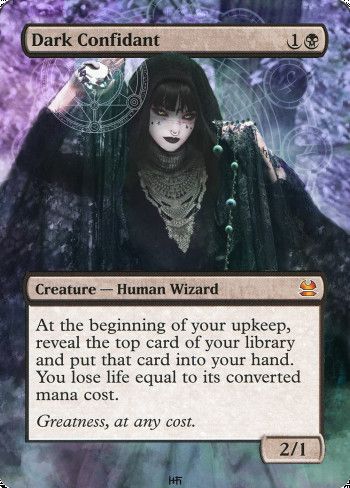 Dark Confidant 1
Creature — Human Wizard
At the beginning of your upkeep,
reveal the top card of your library
and put that card into your hand.
You lose life equal to its converted
mana cost.
Greatness, at any cost.
2/1